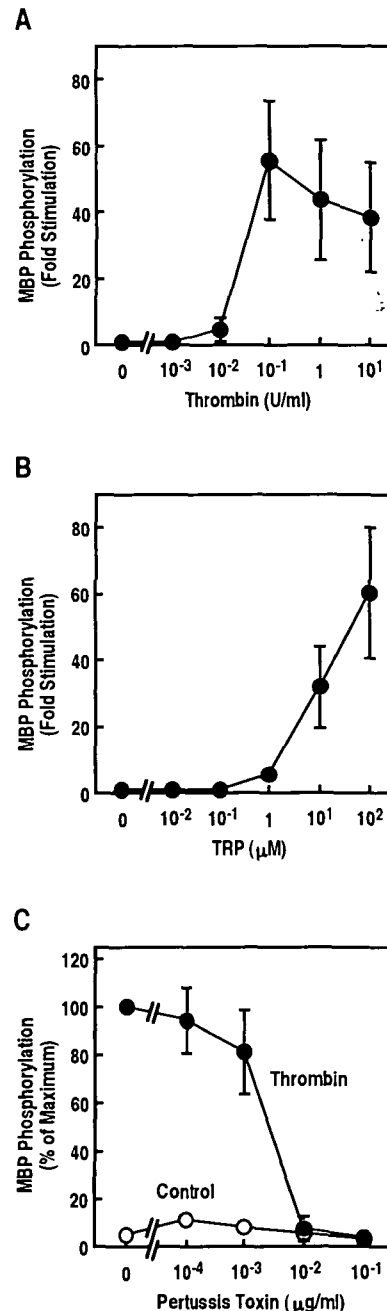 A
MBP Phosphorylation
(Fold Stimulation)
80
60
40
20
0
0 10⁻³ 10⁻² 10⁻¹ 1 10¹
Thrombin (U/ml)
B
MBP Phosphorylation
(Fold Stimulation)
80
60
40
20
0
0 10⁻² 10⁻¹ 1 10¹ 10²
TRP (μM)
C
MBP Phosphorylation
(% of Maximum)
120
100
80
60
40
20
0
Thrombin
Control
0 10⁻⁴ 10⁻³ 10⁻² 10⁻¹
Pertussis Toxin (μg/ml)